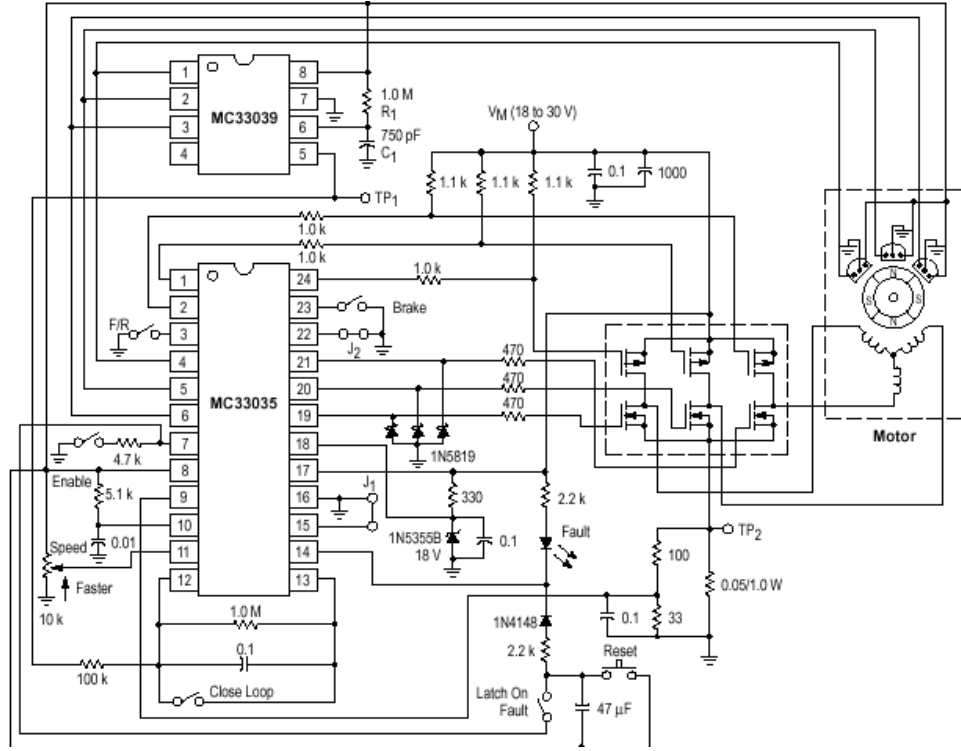 1
8
2
7
MC33039
3
6
4
5
1.0 M
R1
750 pF
C1
TP1
VM (18 to 30 V)
1.1 k
1.1 k
1.1 k
0.1
1000
1.0 k
1.0 k
1.0 k
N
S
S
N
Motor
F/R
1
24
2
23
Brake
3
22
J2
4
21
470
5
20
470
MC33035
6
19
470
7
18
1N5819
4.7 k
Enable
8
17
J1
5.1 k
9
16
330
2.2 k
10
15
Fault
TP2
0.01
1N5355B
18 V
0.1
Speed
11
14
100
Faster
12
13
0.05/1.0 W
10 k
1.0 M
1N4148
0.1
33
0.1
2.2 k
Reset
100 k
Close Loop
Latch On
Fault
47 µF